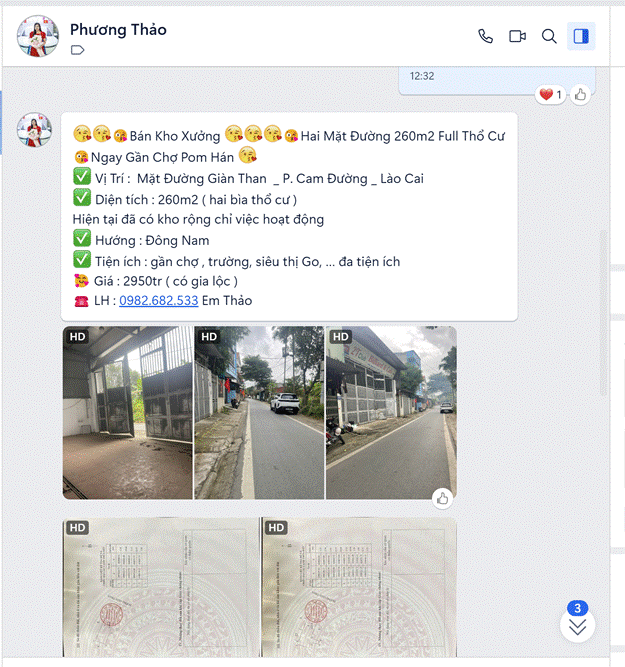 Phương Thảo
12:32
1
Bán Kho Xưởng Hai Mặt Đường 260m2 Full Thổ Cư
Ngay Gần Chợ Pom Hán
Vị Trí : Mặt Đường Giàn Than _ P. Cam Đường _ Lào Cai
Diện tích : 260m2 ( hai bìa thổ cư )
Hiện tại đã có kho rộng chỉ việc hoạt động
Hướng : Đông Nam
Tiện ích : gần chợ , trường, siêu thị Go, ... đa tiện ích
Giá : 2950tr ( có gia lộc )
LH : 0982.682.533 Em Thảo
HD
HD
HD
HD
HD
3